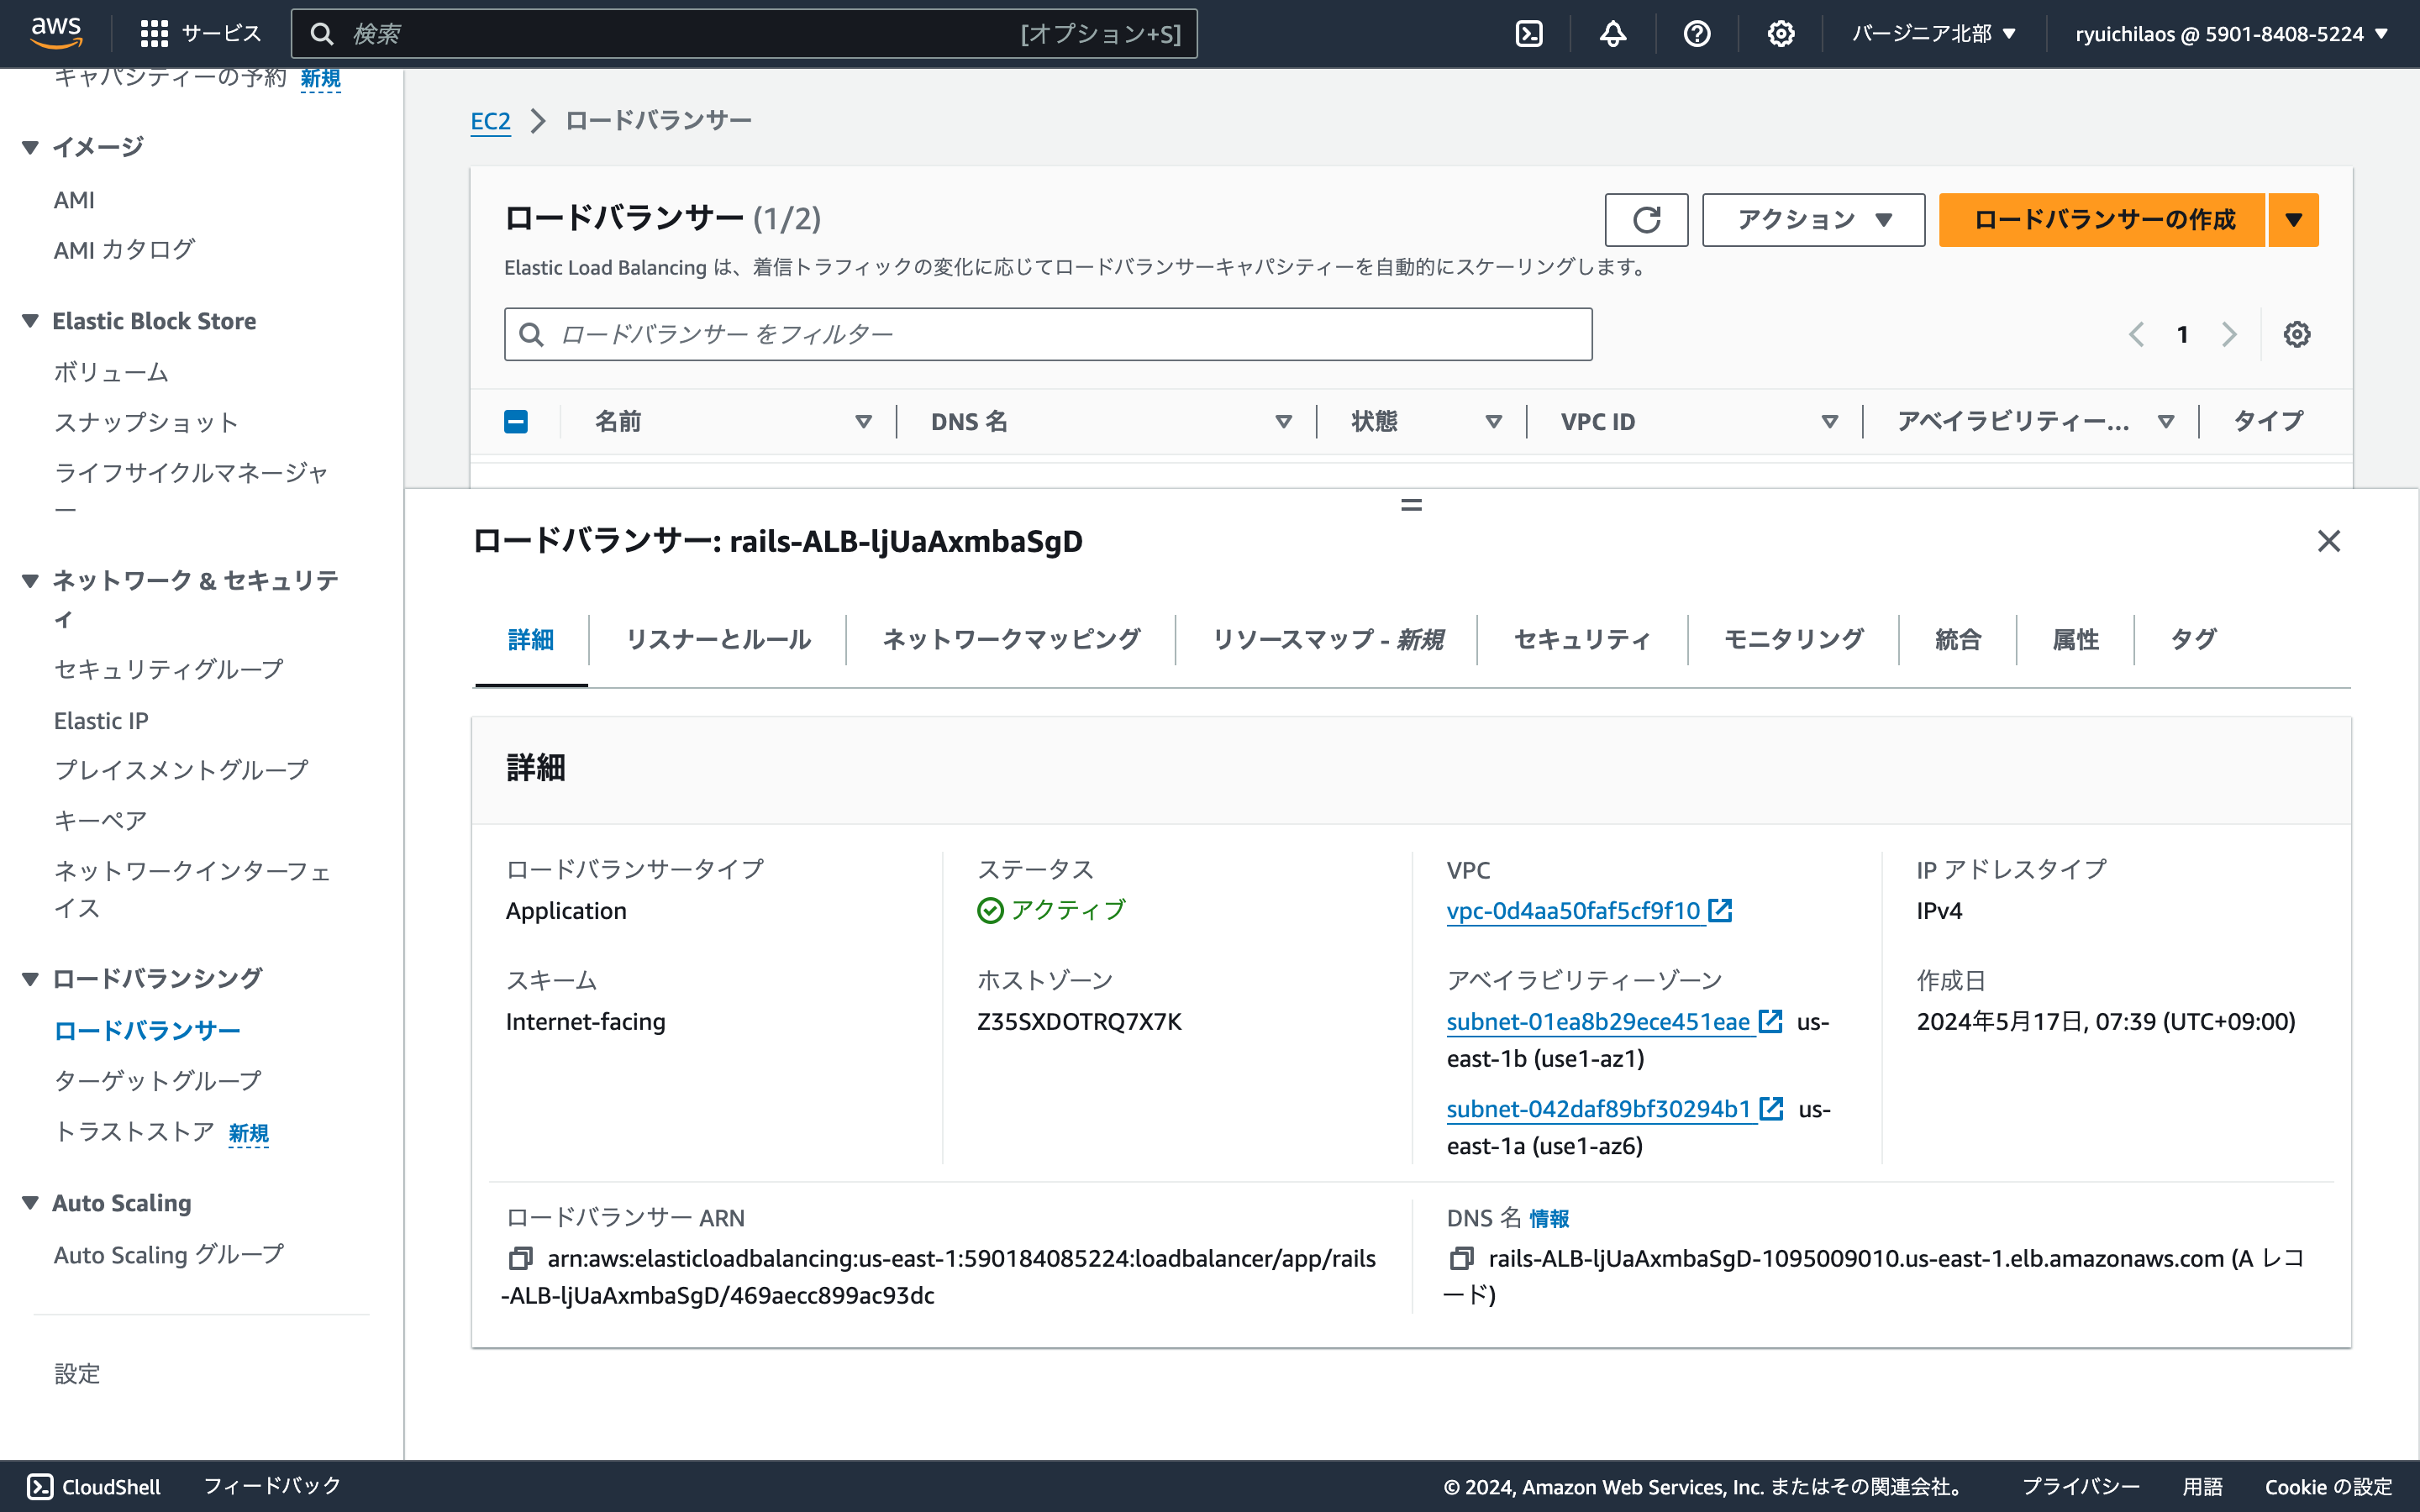 aws
サービス
検索
[オプション+S]
バージニア北部 ▼
ryuichilaos @ 5901-8408-5224 ▼
キャパシティーの予約 新規
イメージ
AMI
AMI カタログ
Elastic Block Store
ボリューム
スナップショット
ライフサイクルマネージャ
ー
ネットワーク & セキュリテ
ィ
セキュリティグループ
Elastic IP
プレイスメントグループ
キーペア
ネットワークインターフェ
イス
ロードバランシング
ロードバランサー
ターゲットグループ
トラストストア 新規
Auto Scaling
Auto Scaling グループ
設定
EC2 > ロードバランサー
ロードバランサー (1/2)
アクション ▼
ロードバランサーの作成
Elastic Load Balancing は、着信トラフィックの変化に応じてロードバランサーキャパシティーを自動的にスケーリングします。
ロードバランサー をフィルター
1
名前
DNS 名
状態
VPC ID
アベイラビリティー...
タイプ
ロードバランサー: rails-ALB-ljUaAxmbaSgD
詳細
リスナーとルール
ネットワークマッピング
リソースマップ - 新規
セキュリティ
モニタリング
統合
属性
タグ
詳細
ロードバランサータイプ
Application
ステータス
アクティブ
VPC
vpc-0d4aa50faf5cf9f10
IP アドレスタイプ
IPv4
スキーム
Internet-facing
ホストゾーン
Z35SXDOTRQ7X7K
アベイラビリティーゾーン
subnet-01ea8b29ece451eae us-
east-1b (use1-az1)
subnet-042daf89bf30294b1 us-
east-1a (use1-az6)
作成日
2024年5月17日, 07:39 (UTC+09:00)
ロードバランサー ARN
arn:aws:elasticloadbalancing:us-east-1:590184085224:loadbalancer/app/rails
-ALB-ljUaAxmbaSgD/469aecc899ac93dc
DNS 名 情報
rails-ALB-ljUaAxmbaSgD-1095009010.us-east-1.elb.amazonaws.com (A レコ
ード)
CloudShell
フィードバック
© 2024, Amazon Web Services, Inc. またはその関連会社。
プライバシー
用語
Cookie の設定